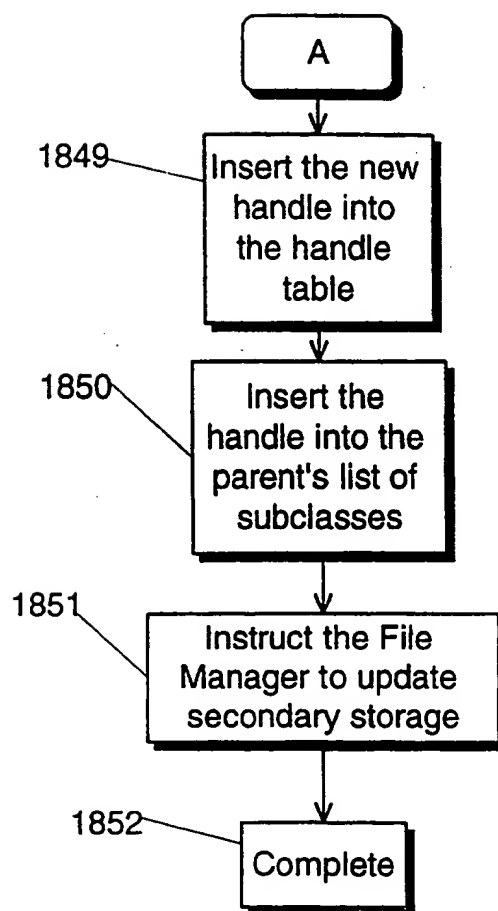 A
1849
Insert the new
handle into
the handle
table
1850
Insert the
handle into the
parent's list of
subclasses
1851
Instruct the File
Manager to update
secondary storage
1852
Complete